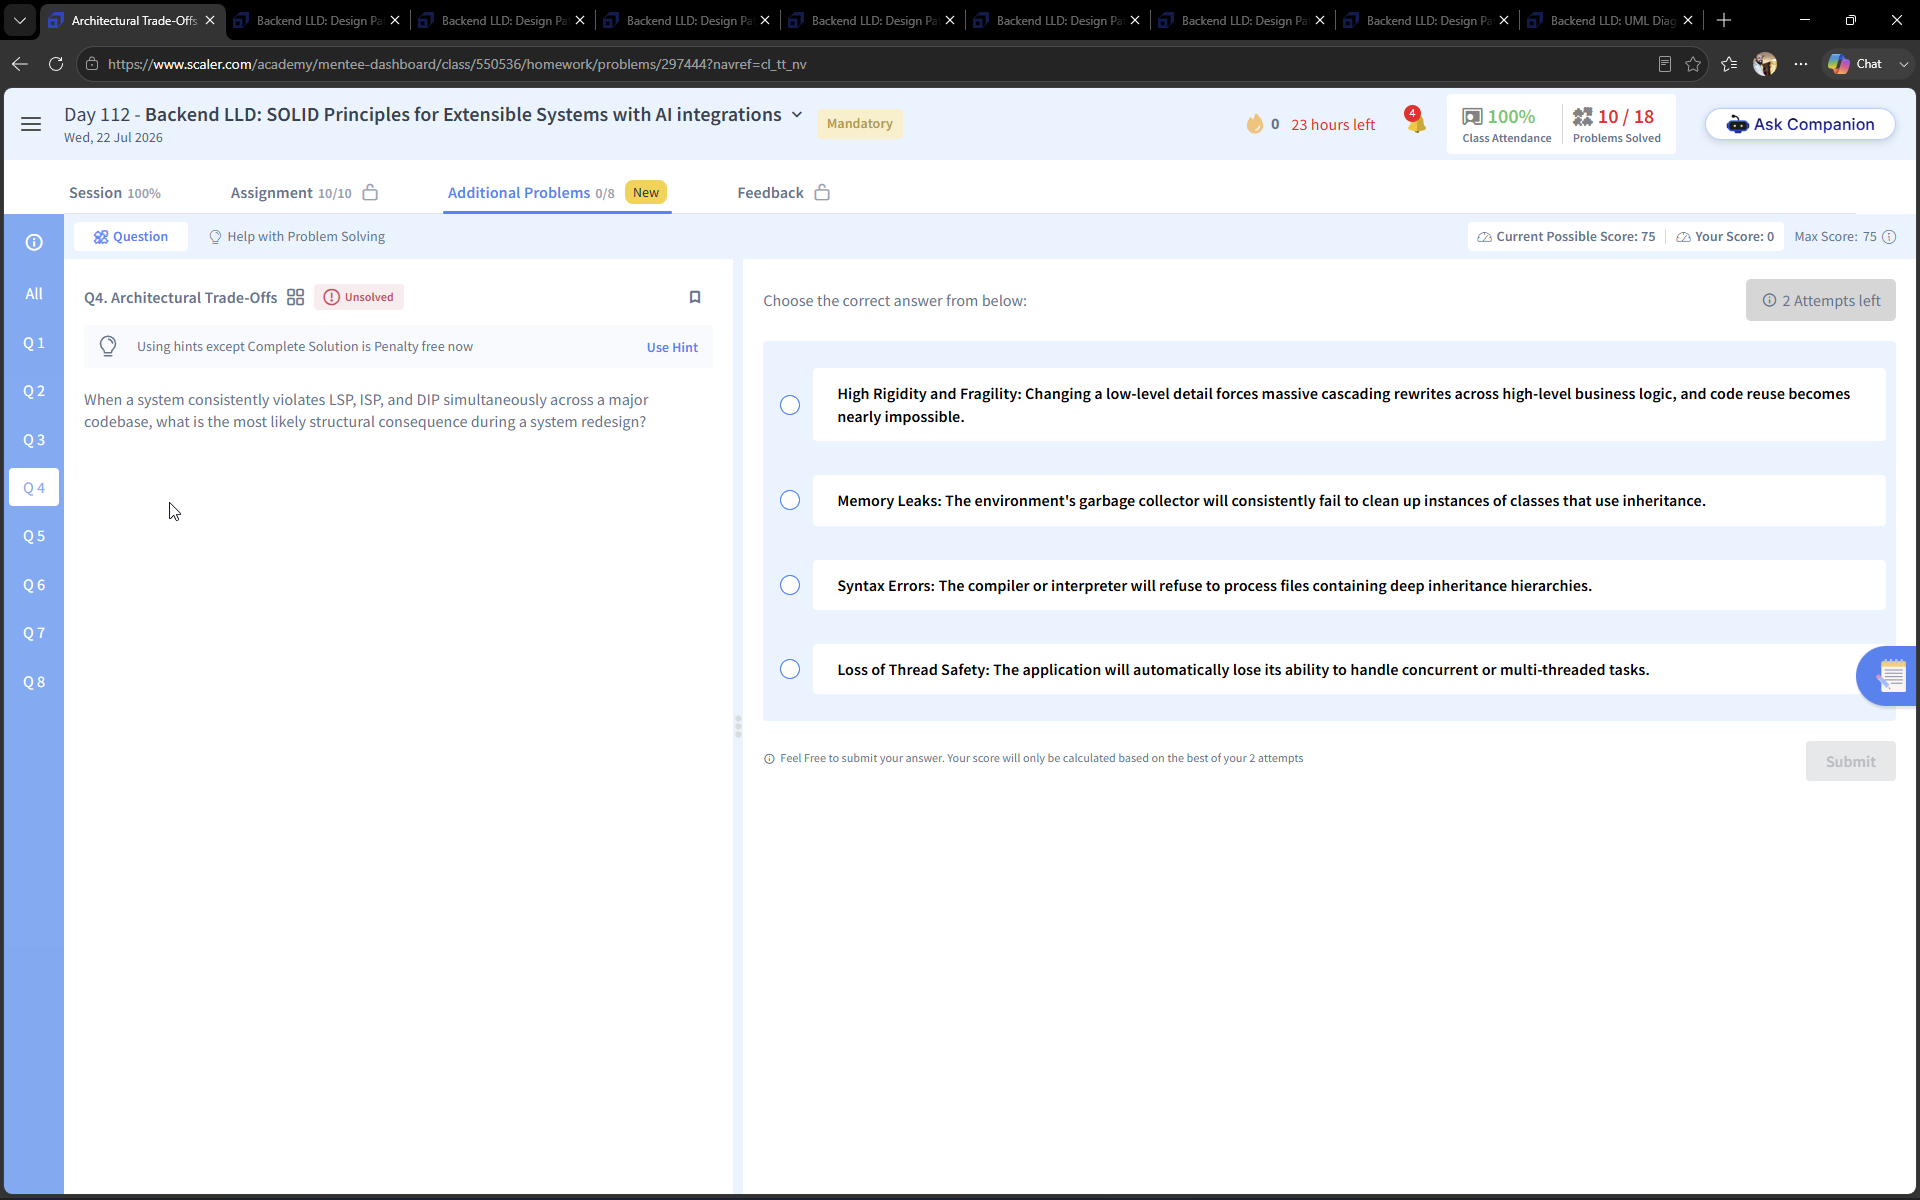 Architectural Trade-Offs
Backend LLD: Design Pa
Backend LLD: Design Pa
Backend LLD: Design Pa
Backend LLD: Design Pa
Backend LLD: Design Pa
Backend LLD: Design Pa
Backend LLD: Design Pa
Backend LLD: UML Diag
https://www.scaler.com/academy/mentee-dashboard/class/550536/homework/problems/297444?navref=cl_tt_nv
Chat
Day 112 - Backend LLD: SOLID Principles for Extensible Systems with AI integrations
Mandatory
Wed, 22 Jul 2026
0
23 hours left
4
100%
Class Attendance
10 / 18
Problems Solved
Ask Companion
Session 100%
Assignment 10/10
Additional Problems 0/8
New
Feedback
Question
Help with Problem Solving
Current Possible Score: 75
Your Score: 0
Max Score: 75
All
Q 1
Q 2
Q 3
Q 4
Q 5
Q 6
Q 7
Q 8
Q4. Architectural Trade-Offs
Unsolved
Using hints except Complete Solution is Penalty free now
Use Hint
When a system consistently violates LSP, ISP, and DIP simultaneously across a major
codebase, what is the most likely structural consequence during a system redesign?
Choose the correct answer from below:
2 Attempts left
High Rigidity and Fragility: Changing a low-level detail forces massive cascading rewrites across high-level business logic, and code reuse becomes
nearly impossible.
Memory Leaks: The environment's garbage collector will consistently fail to clean up instances of classes that use inheritance.
Syntax Errors: The compiler or interpreter will refuse to process files containing deep inheritance hierarchies.
Loss of Thread Safety: The application will automatically lose its ability to handle concurrent or multi-threaded tasks.
Feel Free to submit your answer. Your score will only be calculated based on the best of your 2 attempts
Submit